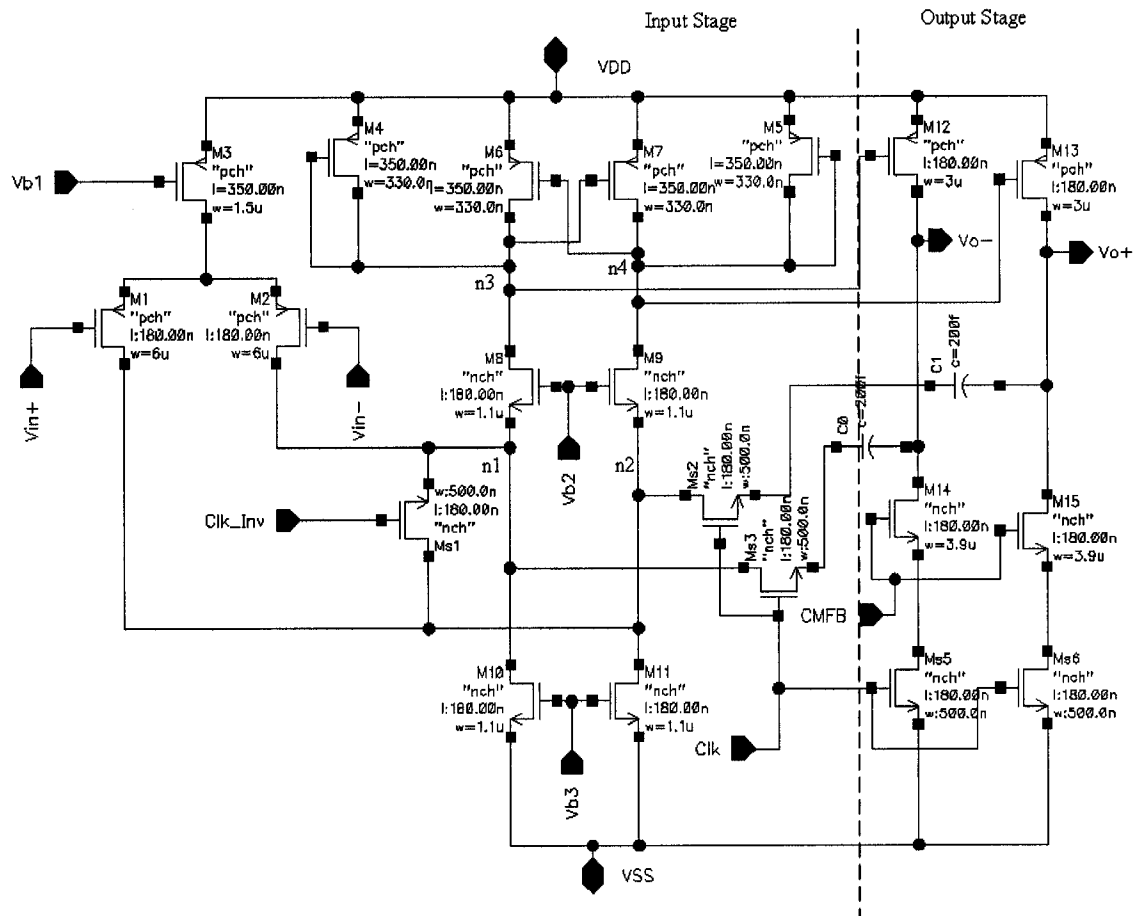 Input Stage
Output Stage
VDD
M3
"pch"
l=350.00n
w=1.5u
Vb1
M4
"pch"
l=350.00n
w=330.0n
M6
"pch"
l=350.00n
w=330.0n
M7
"pch"
l=350.00n
w=330.0n
M5
"pch"
l=350.00n
w=330.0n
M12
"pch"
l:180.00n
w=3u
M13
"pch"
l:180.00n
w=3u
Vo-
Vo+
n3
n4
M1
"pch"
l:180.00n
w=6u
M2
"pch"
l:180.00n
w=6u
Vin+
Vin-
M8
"nch"
l:180.00n
w=1.1u
M9
"nch"
l:180.00n
w=1.1u
Vb2
n1
n2
C1
c=200f
C0
c=200f
Clk_Inv
w:500.0n
l:180.00n
"nch"
Ms1
Ms2
"nch"
l:180.00n
w:500.0n
Ms3
"nch"
l:180.00n
w:500.0n
M14
"nch"
l:180.00n
w=3.9u
M15
"nch"
l:180.00n
w=3.9u
CMFB
M10
"nch"
l:180.00n
w=1.1u
M11
"nch"
l:180.00n
w=1.1u
Vb3
Clk
Ms5
"nch"
l:180.00n
w:500.0n
Ms6
"nch"
l:180.00n
w:500.0n
VSS